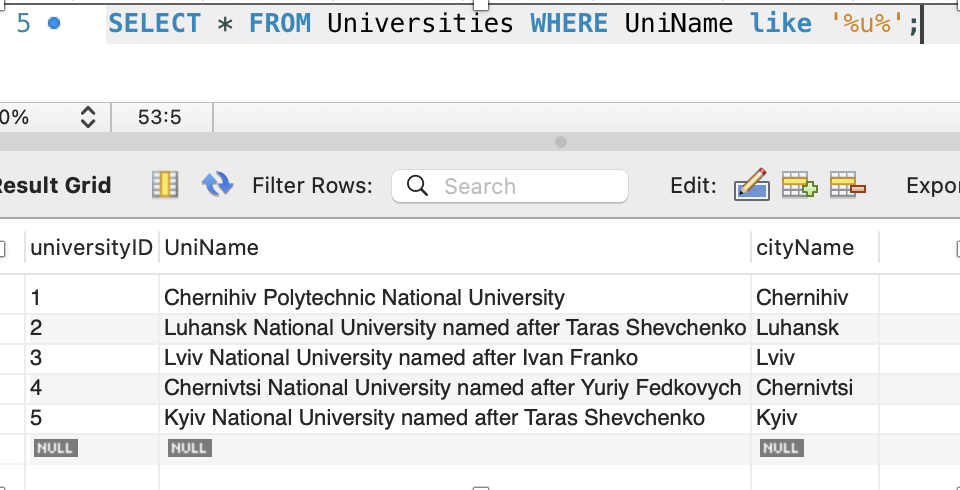 5 SELECT * FROM Universities WHERE UniName like '%u%';
0% 53:5
Result Grid Filter Rows: Search Edit: Expor
universityID UniName cityName
1 Chernihiv Polytechnic National University Chernihiv
2 Luhansk National University named after Taras Shevchenko Luhansk
3 Lviv National University named after Ivan Franko Lviv
4 Chernivtsi National University named after Yuriy Fedkovych Chernivtsi
5 Kyiv National University named after Taras Shevchenko Kyiv
NULL NULL NULL